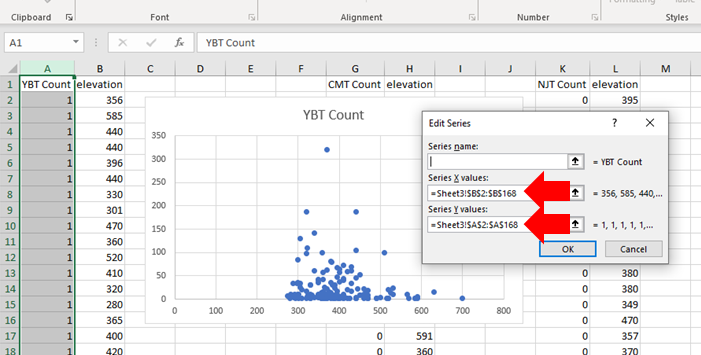 Formatting Table
Clipboard Font Alignment Number Styles
A1 fx YBT Count
A B C D E F G H I J K L M
1 YBT Count elevation CMT Count elevation NJT Count elevation
2 1 356 0 395
3 1 585
4 1 440
5 1 440
6 1 396
7 1 440
8 1 330
9 1 301
10 1 470
11 1 360
12 1 520
13 1 410 0 380
14 1 320 0 380
15 1 280 0 349
16 1 365 0 470
17 1 400 0 591 0 357
18 1 420 0 360 0 370
YBT Count
350
300
250
200
150
100
50
0
0 100 200 300 400 500 600 700 800
Edit Series ? ×
Series name:
= YBT Count
Series X values:
=Sheet3!$B$2:$B$168 = 356, 585, 440,...
Series Y values:
=Sheet3!$A$2:$A$168 = 1, 1, 1, 1, 1,...
OK Cancel